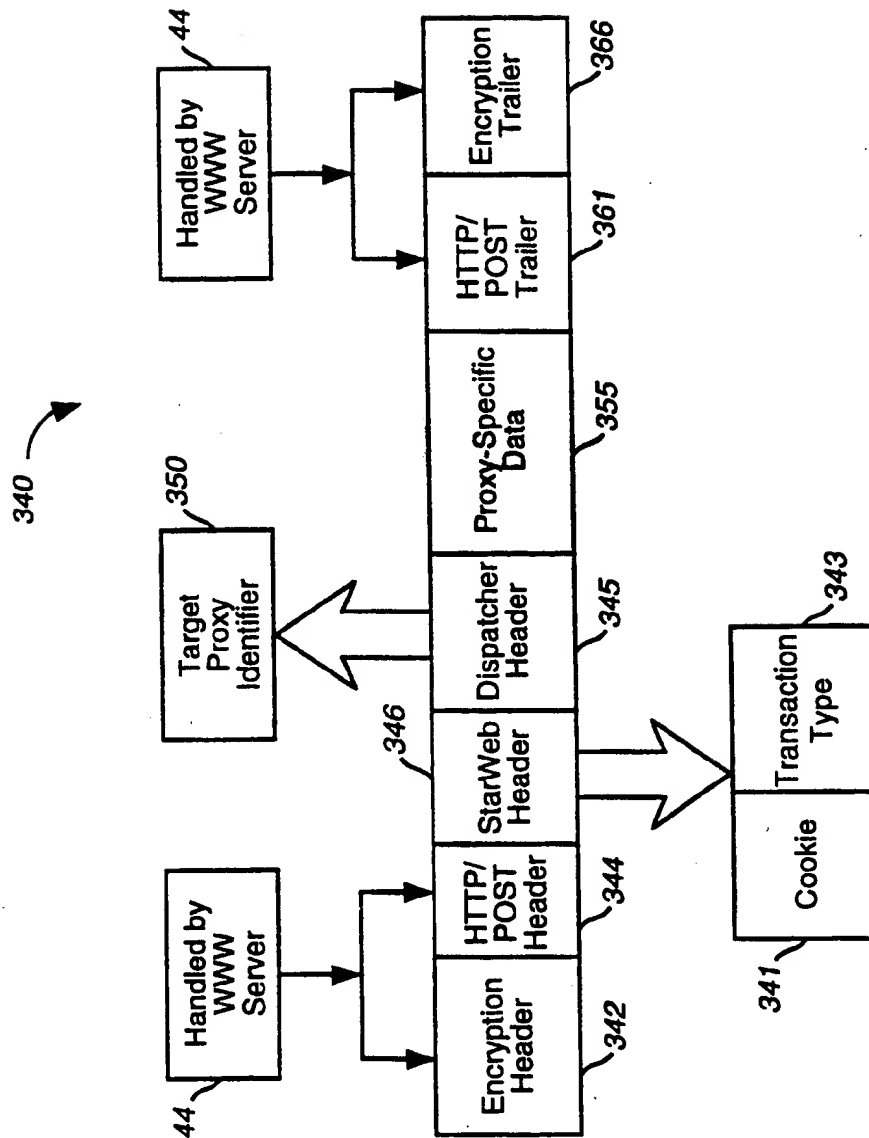 340
44
Handled by
WWW
Server
350
Target
Proxy
Identifier
44
Handled by
WWW
Server
346
Encryption
Header
HTTP/
POST
Header
StarWeb
Header
Dispatcher
Header
Proxy-Specific
Data
HTTP/
POST
Trailer
Encryption
Trailer
342
344
345
355
361
366
343
Cookie
Transaction
Type
341